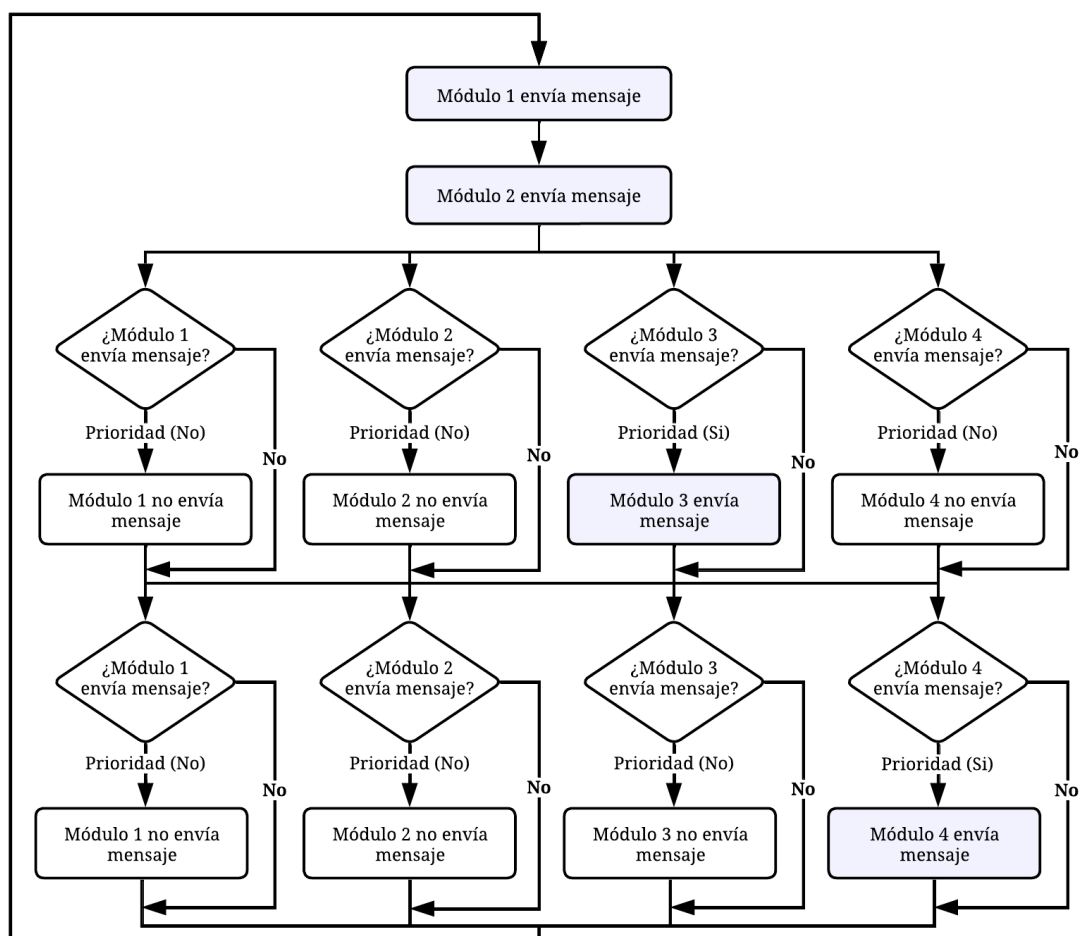 Módulo 1 envía mensaje
Módulo 2 envía mensaje
¿Módulo 1
envía mensaje?
¿Módulo 2
envía mensaje?
¿Módulo 3
envía mensaje?
¿Módulo 4
envía mensaje?
Prioridad (No)
Prioridad (No)
Prioridad (Si)
Prioridad (No)
No
No
No
No
Módulo 1 no envía
mensaje
Módulo 2 no envía
mensaje
Módulo 3 envía
mensaje
Módulo 4 no envía
mensaje
¿Módulo 1
envía mensaje?
¿Módulo 2
envía mensaje?
¿Módulo 3
envía mensaje?
¿Módulo 4
envía mensaje?
Prioridad (No)
Prioridad (No)
Prioridad (No)
Prioridad (Si)
No
No
No
No
Módulo 1 no envía
mensaje
Módulo 2 no envía
mensaje
Módulo 3 no envía
mensaje
Módulo 4 envía
mensaje